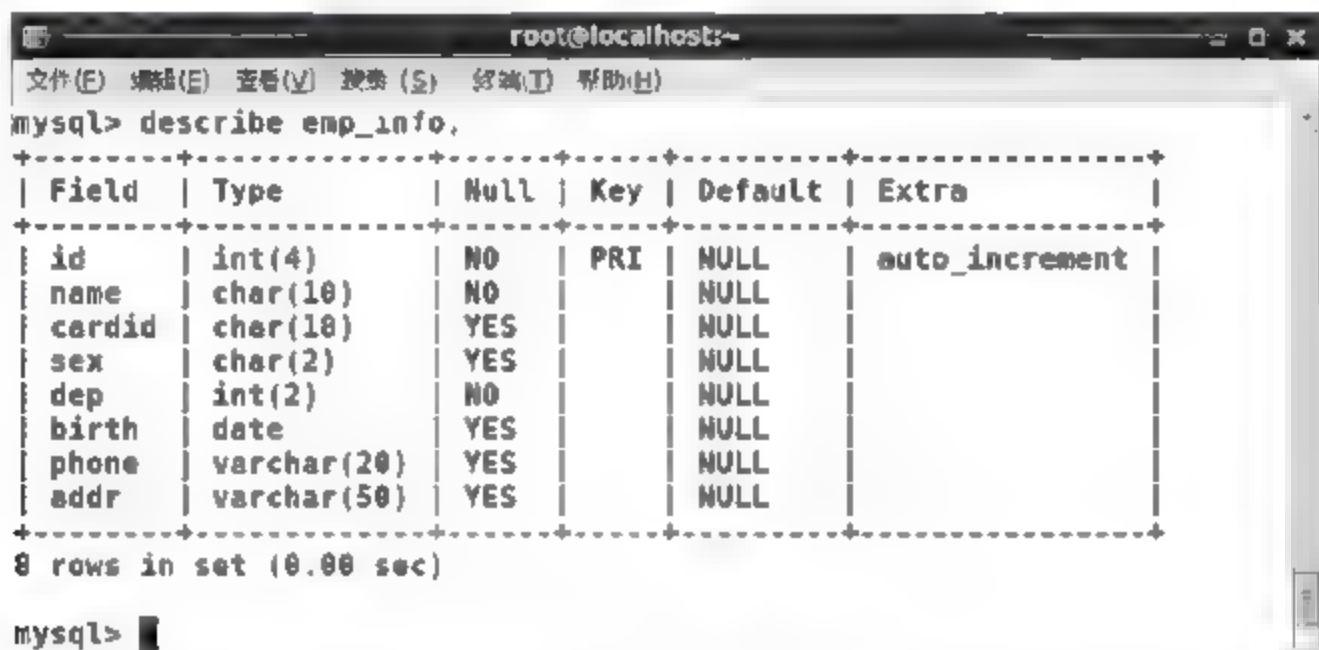 root@localhost:~
文件(F) 编辑(E) 查看(V) 搜索 (S) 终端(T) 帮助(H)
mysql> describe emp_info;
+--------+-------------+------+-----+---------+----------------+
| Field  | Type        | Null | Key | Default | Extra          |
+--------+-------------+------+-----+---------+----------------+
| id     | int(4)      | NO   | PRI | NULL    | auto_increment |
| name   | char(10)    | NO   |     | NULL    |                |
| cardid | char(18)    | YES  |     | NULL    |                |
| sex    | char(2)     | YES  |     | NULL    |                |
| dep    | int(2)      | NO   |     | NULL    |                |
| birth  | date        | YES  |     | NULL    |                |
| phone  | varchar(20) | YES  |     | NULL    |                |
| addr   | varchar(50) | YES  |     | NULL    |                |
+--------+-------------+------+-----+---------+----------------+
8 rows in set (0.00 sec)
mysql>